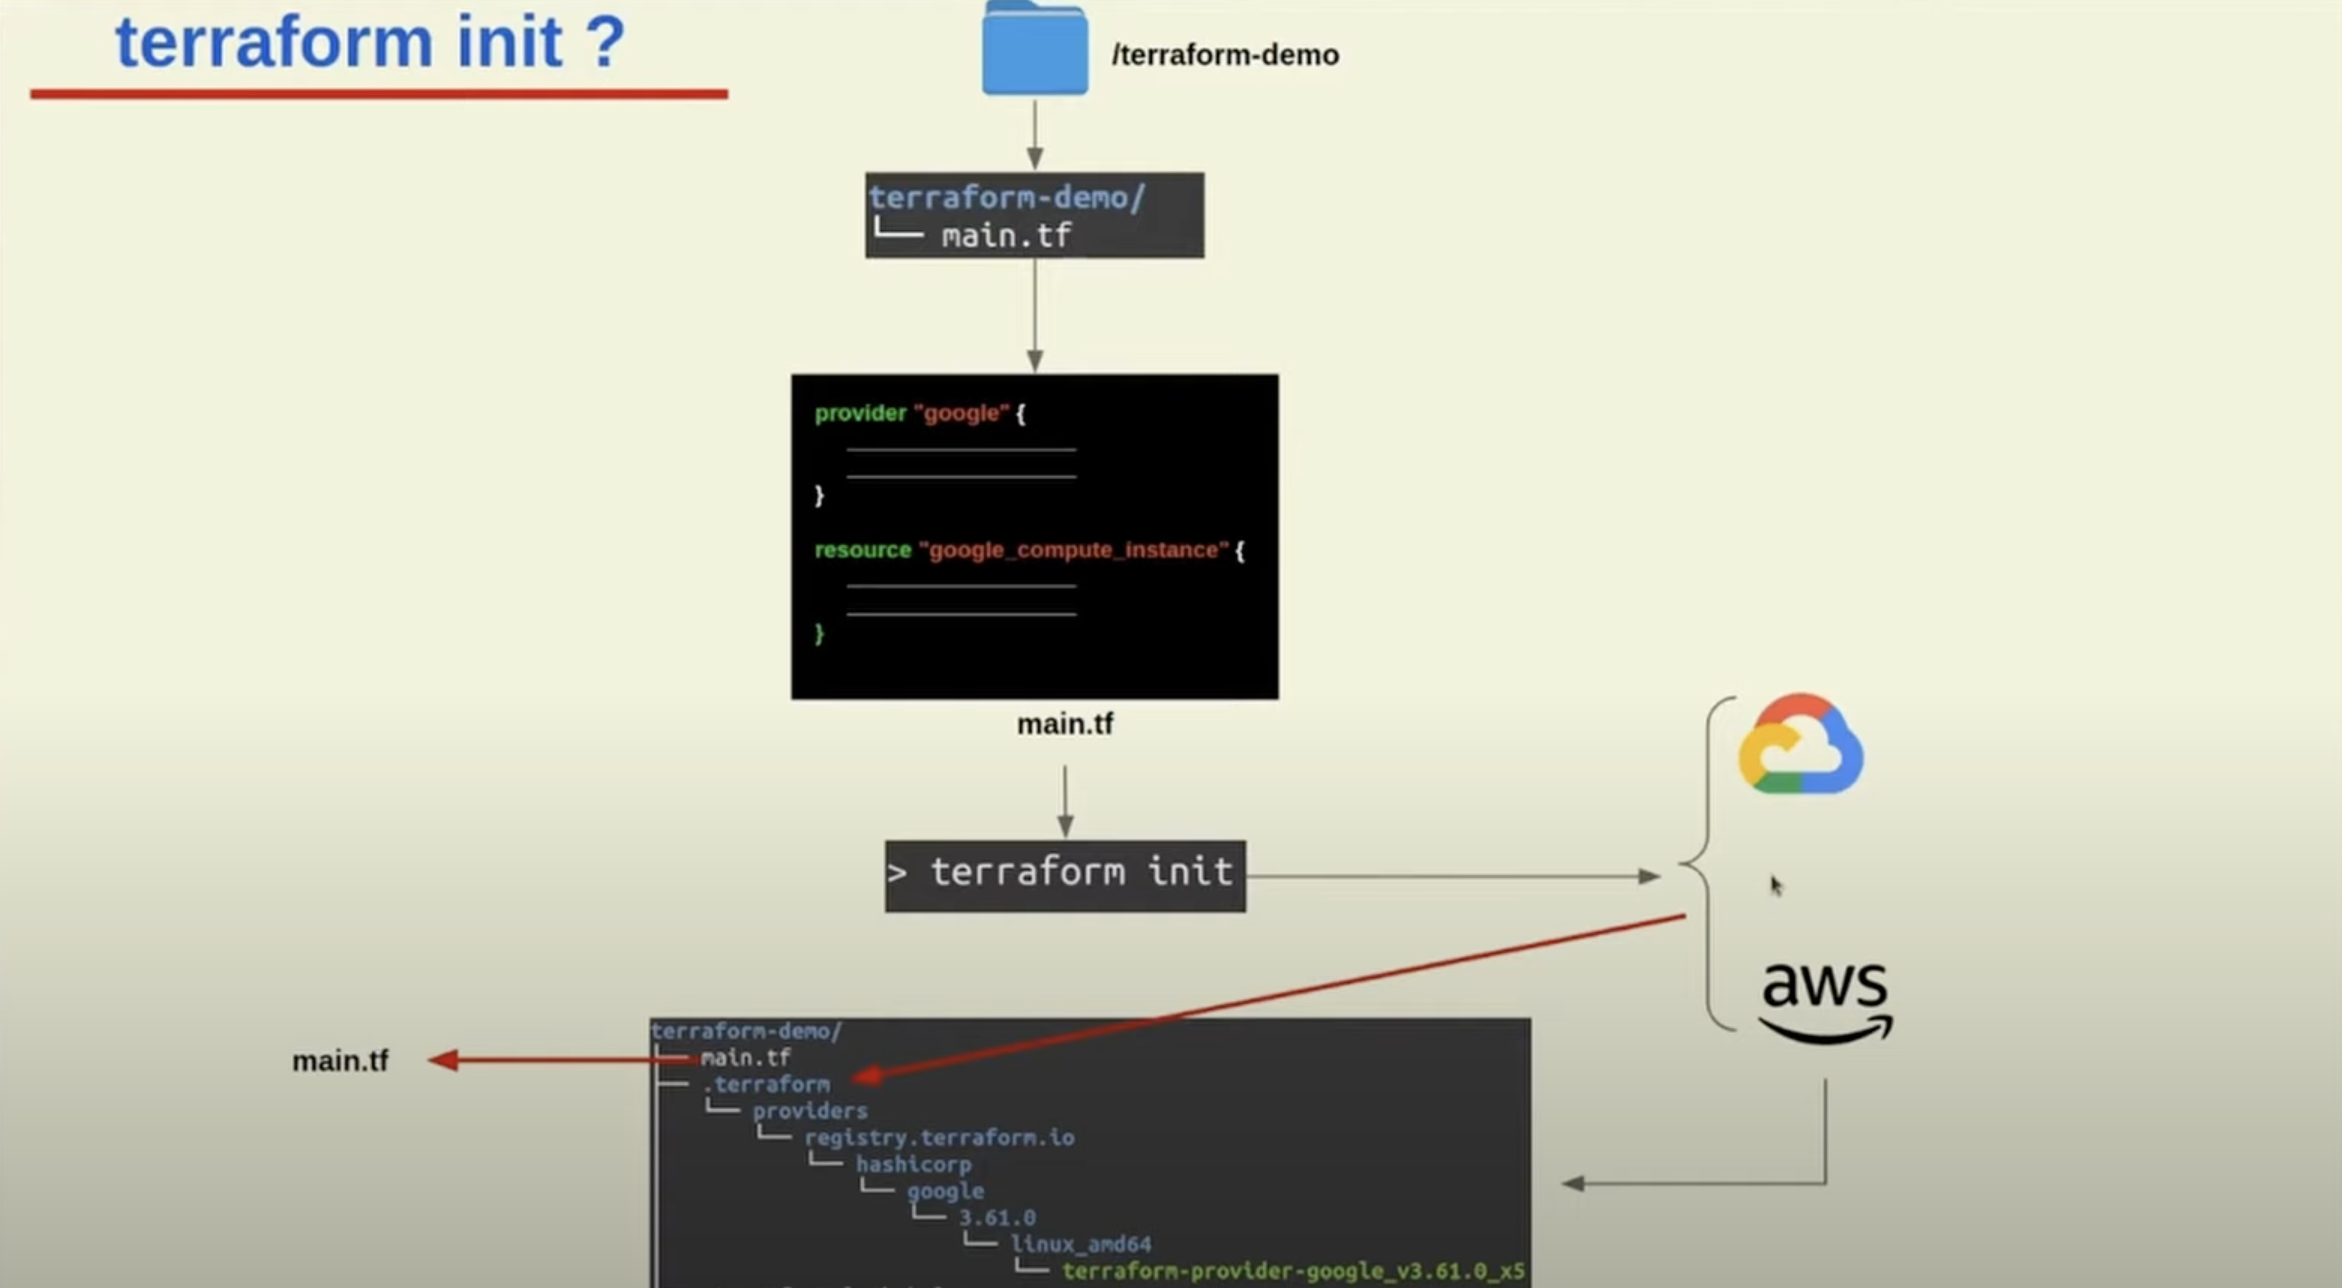 terraform init ?
/terraform-demo
terraform-demo/
main.tf
provider "google" {
}
resource "google_compute_instance" {
}
main.tf
> terraform init
aws
main.tf
terraform-demo/
main.tf
.terraform
providers
registry.terraform.io
hashicorp
google
3.61.0
linux_amd64
terraform-provider-google_v3.61.0_x5